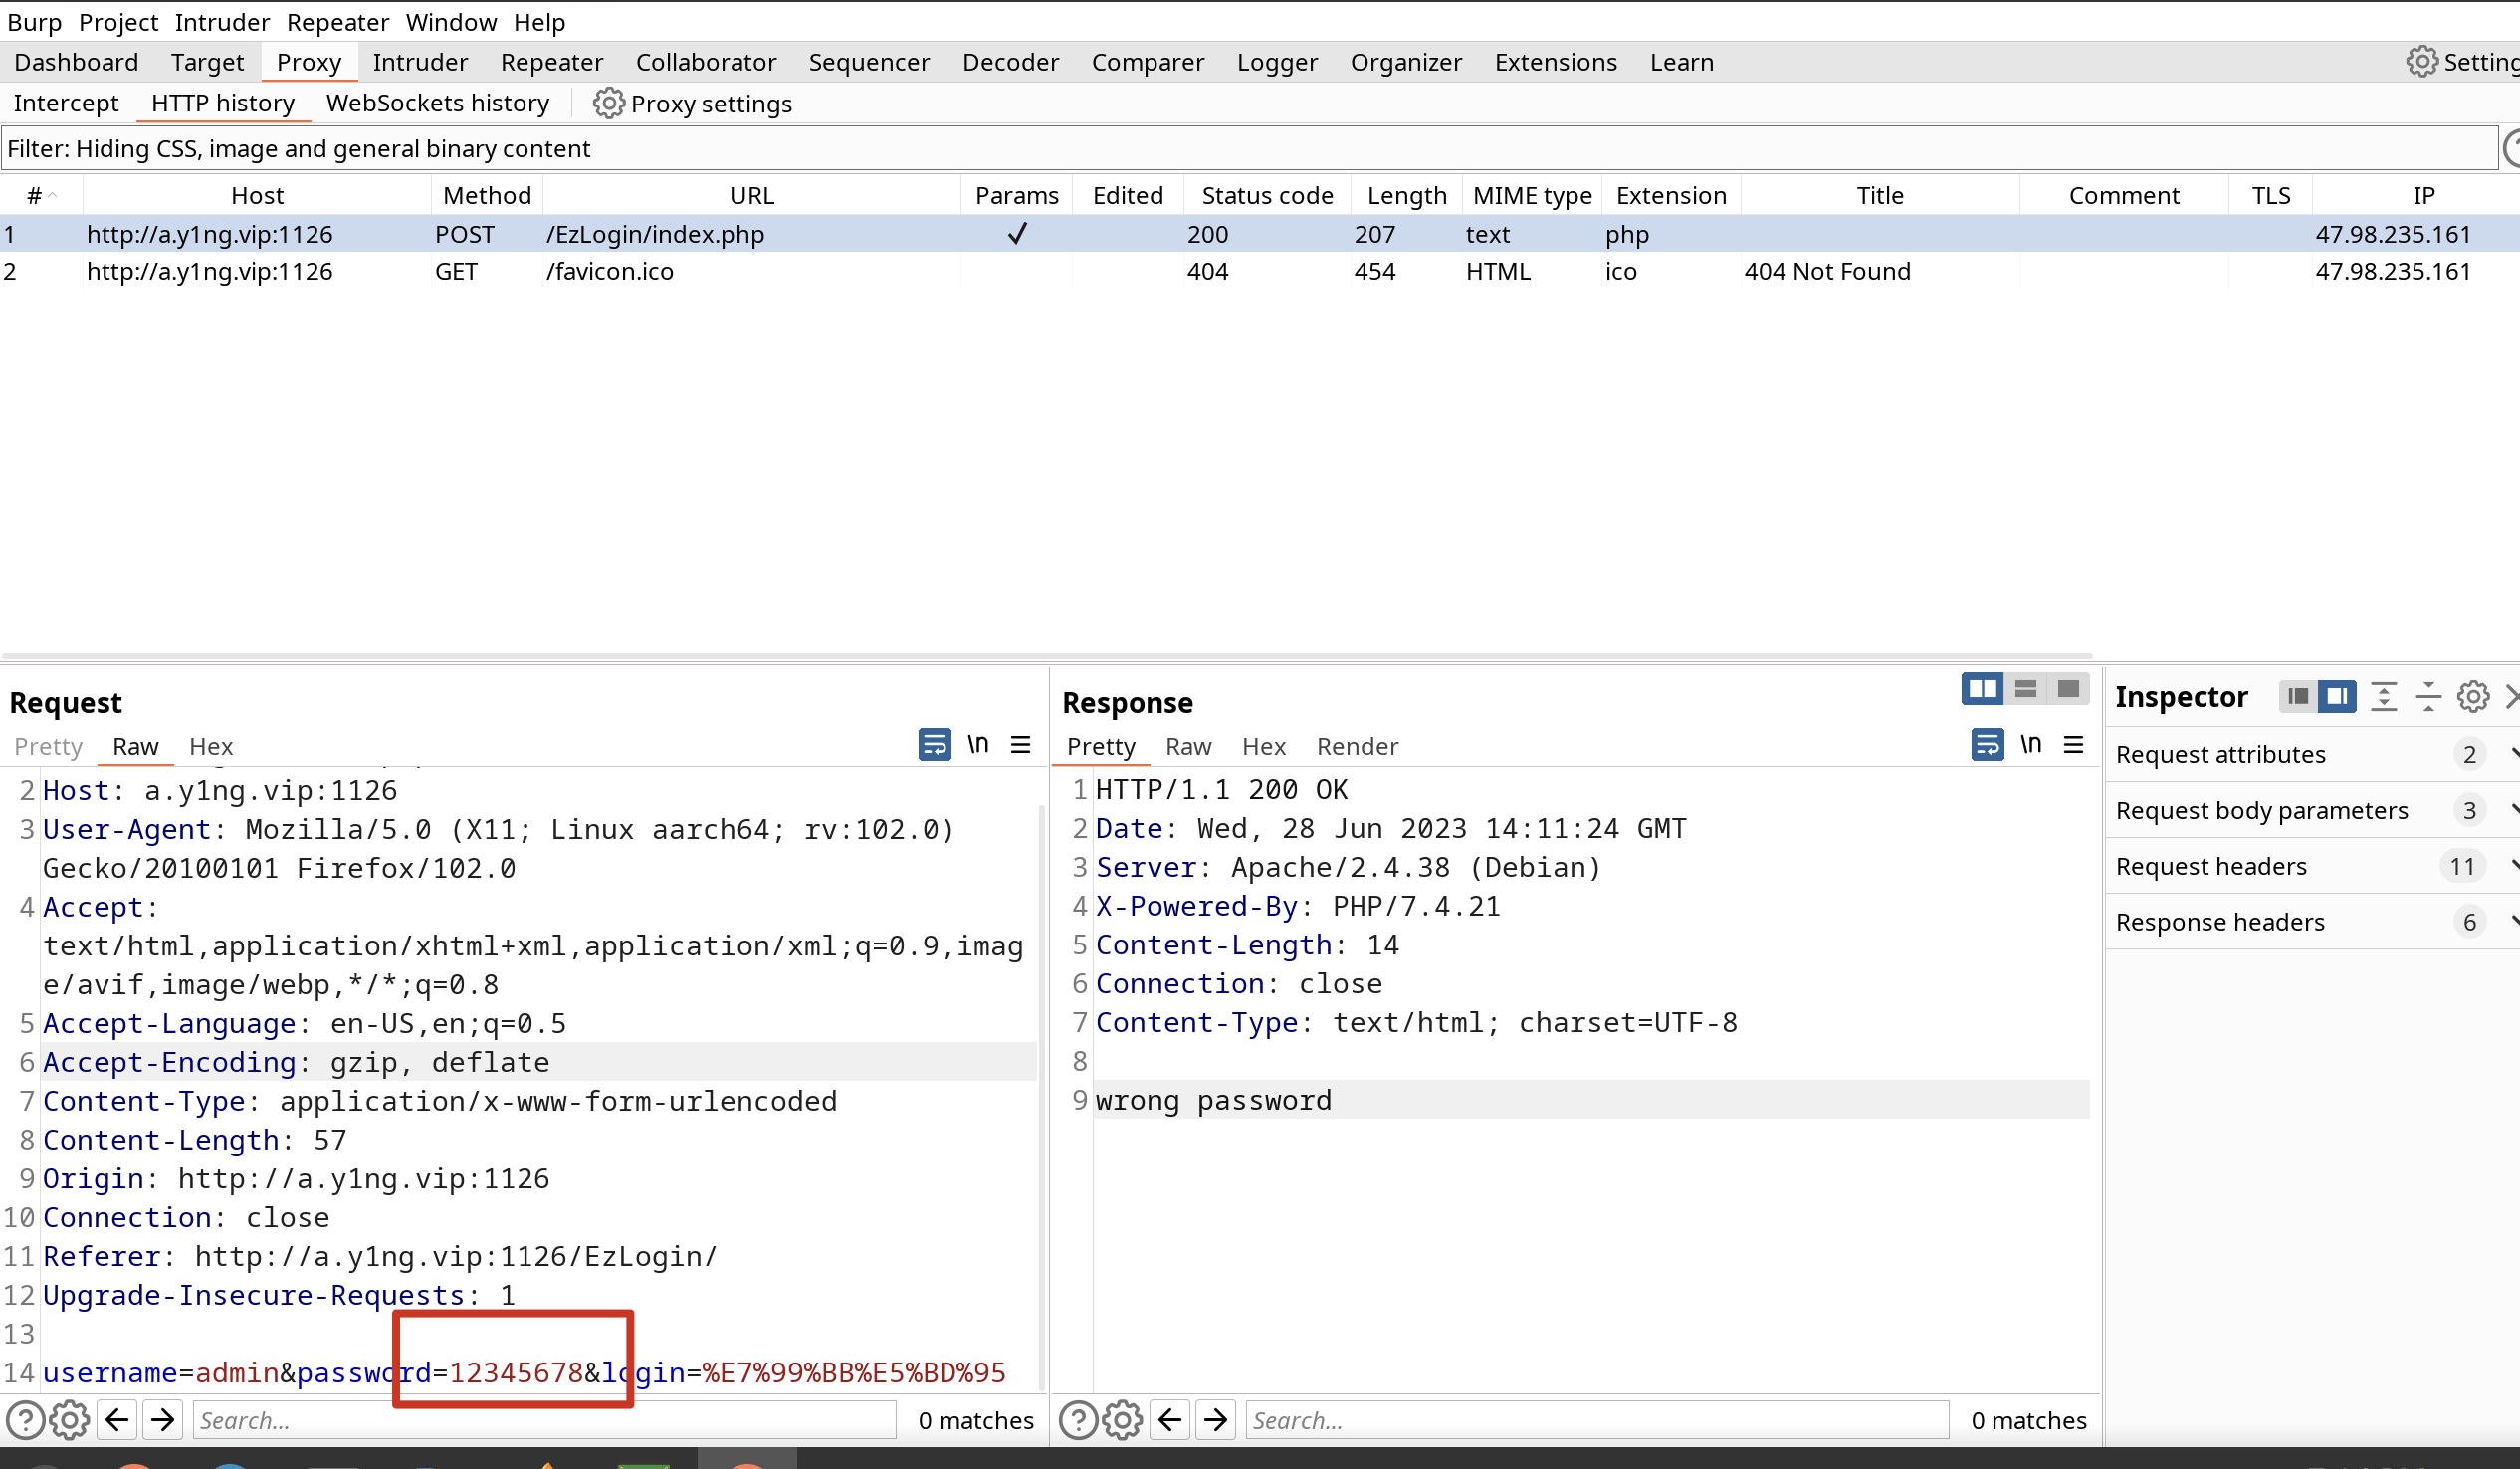 Burp Project Intruder Repeater Window Help
Dashboard Target Proxy Intruder Repeater Collaborator Sequencer Decoder Comparer Logger Organizer Extensions Learn
Intercept HTTP history WebSockets history Proxy settings
Filter: Hiding CSS, image and general binary content
# Host Method URL Params Edited Status code Length MIME type Extension Title Comment TLS IP
1 http://a.y1ng.vip:1126 POST /EzLogin/index.php ✓ 200 207 text php 47.98.235.161
2 http://a.y1ng.vip:1126 GET /favicon.ico 404 454 HTML ico 404 Not Found 47.98.235.161
Request
Pretty Raw Hex \n
2 Host: a.y1ng.vip:1126
3 User-Agent: Mozilla/5.0 (X11; Linux aarch64; rv:102.0)
Gecko/20100101 Firefox/102.0
4 Accept:
text/html,application/xhtml+xml,application/xml;q=0.9,imag
e/avif,image/webp,*/*;q=0.8
5 Accept-Language: en-US,en;q=0.5
6 Accept-Encoding: gzip, deflate
7 Content-Type: application/x-www-form-urlencoded
8 Content-Length: 57
9 Origin: http://a.y1ng.vip:1126
10 Connection: close
11 Referer: http://a.y1ng.vip:1126/EzLogin/
12 Upgrade-Insecure-Requests: 1
13
14 username=admin&password=12345678&login=%E7%99%BB%E5%BD%95
Search... 0 matches
Response
Pretty Raw Hex Render \n
1 HTTP/1.1 200 OK
2 Date: Wed, 28 Jun 2023 14:11:24 GMT
3 Server: Apache/2.4.38 (Debian)
4 X-Powered-By: PHP/7.4.21
5 Content-Length: 14
6 Connection: close
7 Content-Type: text/html; charset=UTF-8
8
9 wrong password
Search... 0 matches
Inspector
Request attributes 2
Request body parameters 3
Request headers 11
Response headers 6